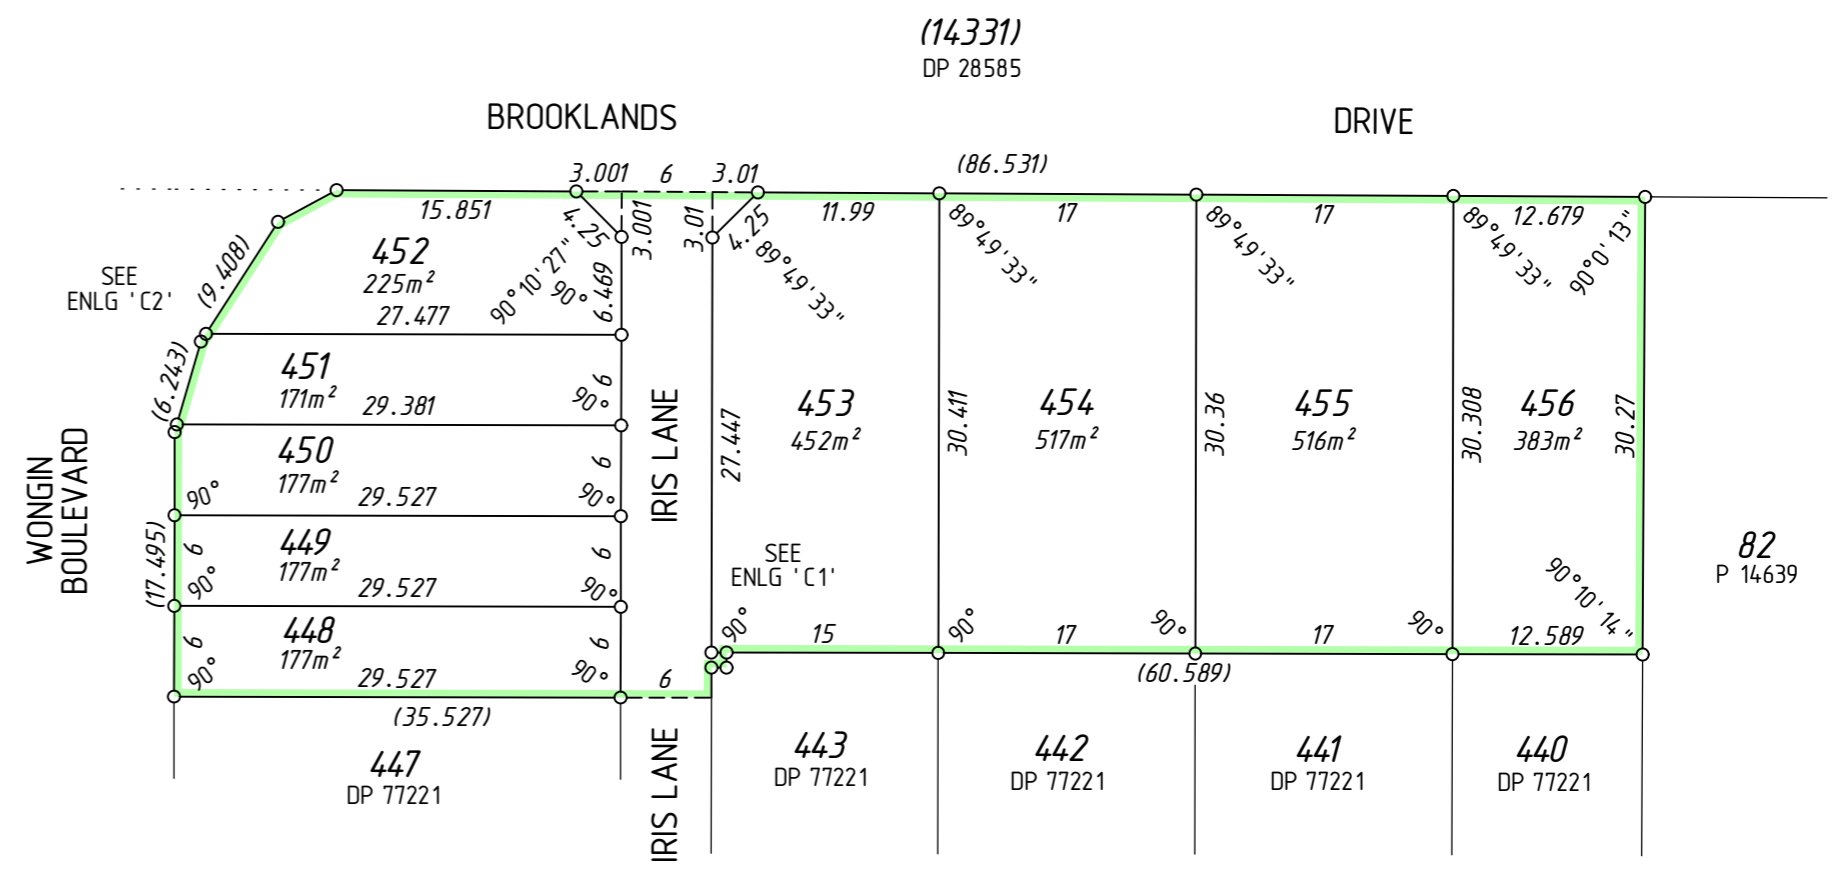 (14331)
DP 28585
BROOKLANDS DRIVE
3.001 6 3.01 (86.531)
15.851 11.99 17 17 12.679
4.25 3.001 3.01 4.25
90°10'27" 89°49'33" 89°49'33" 89°49'33" 89°49'33" 90°0'13"
(9.408)
SEE
ENLG 'C2'
452
225m²
90° 6.469
27.477
(6.243)
451
171m²
29.381
90° 6
WONGIN
BOULEVARD
450
177m²
29.527
90° 6 90°
(17.495)
449
177m²
29.527
6 90° 6 90°
448
177m²
29.527
6 90° 6 90°
(35.527)
447
DP 77221
IRIS LANE
6
IRIS LANE
27.447
453
452m²
30.411
454
517m²
30.36
455
516m²
30.308
456
383m²
30.27
SEE
ENLG 'C1'
90° 15 90° 17 90° 17 90° 12.589 90°10'14"
(60.589)
82
P 14639
443
DP 77221
442
DP 77221
441
DP 77221
440
DP 77221